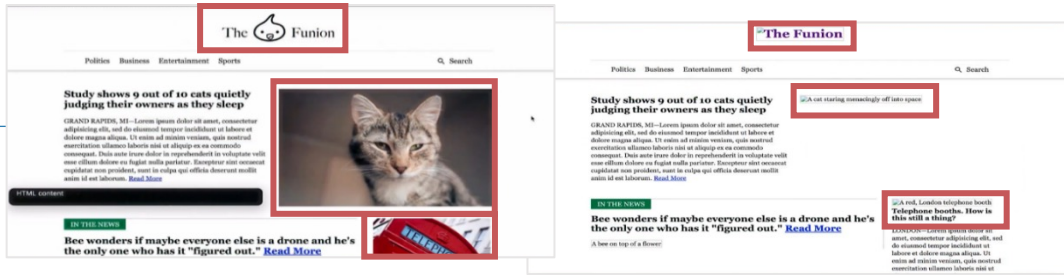 The Funion
Politics Business Entertainment Sports Search
Study shows 9 out of 10 cats quietly
judging their owners as they sleep
GRAND RAPIDS, MI—Lorem ipsum dolor sit amet, consectetur
adipisicing elit, sed do eiusmod tempor incididunt ut labore et
dolore magna aliqua. Ut enim ad minim veniam, quis nostrud
exercitation ullamco laboris nisi ut aliquip ex ea commodo
consequat. Duis aute irure dolor in reprehenderit in voluptate velit
esse cillum dolore eu fugiat nulla pariatur. Excepteur sint occaecat
cupidatat non proident, sunt in culpa qui officia deserunt mollit
anim id est laborum. Read More
HTML content
IN THE NEWS
Bee wonders if maybe everyone else is a drone and he's
the only one who has it "figured out." Read More
TELEPHONE
The Funion
Politics Business Entertainment Sports Search
Study shows 9 out of 10 cats quietly
judging their owners as they sleep
A cat staring menacingly off into space
GRAND RAPIDS, MI—Lorem ipsum dolor sit amet, consectetur
adipisicing elit, sed do eiusmod tempor incididunt ut labore et
dolore magna aliqua. Ut enim ad minim veniam, quis nostrud
exercitation ullamco laboris nisi ut aliquip ex ea commodo
consequat. Duis aute irure dolor in reprehenderit in voluptate velit
esse cillum dolore eu fugiat nulla pariatur. Excepteur sint occaecat
cupidatat non proident, sunt in culpa qui officia deserunt mollit
anim id est laborum. Read More
IN THE NEWS
Bee wonders if maybe everyone else is a drone and he's
the only one who has it "figured out." Read More
A bee on top of a flower
A red, London telephone booth
Telephone booths. How is
this still a thing?
LONDON—Lorem ipsum dolor sit
amet, consectetur adipisicing
elit, sed do eiusmod tempor
incididunt ut labore et dolore
magna aliqua. Ut enim ad